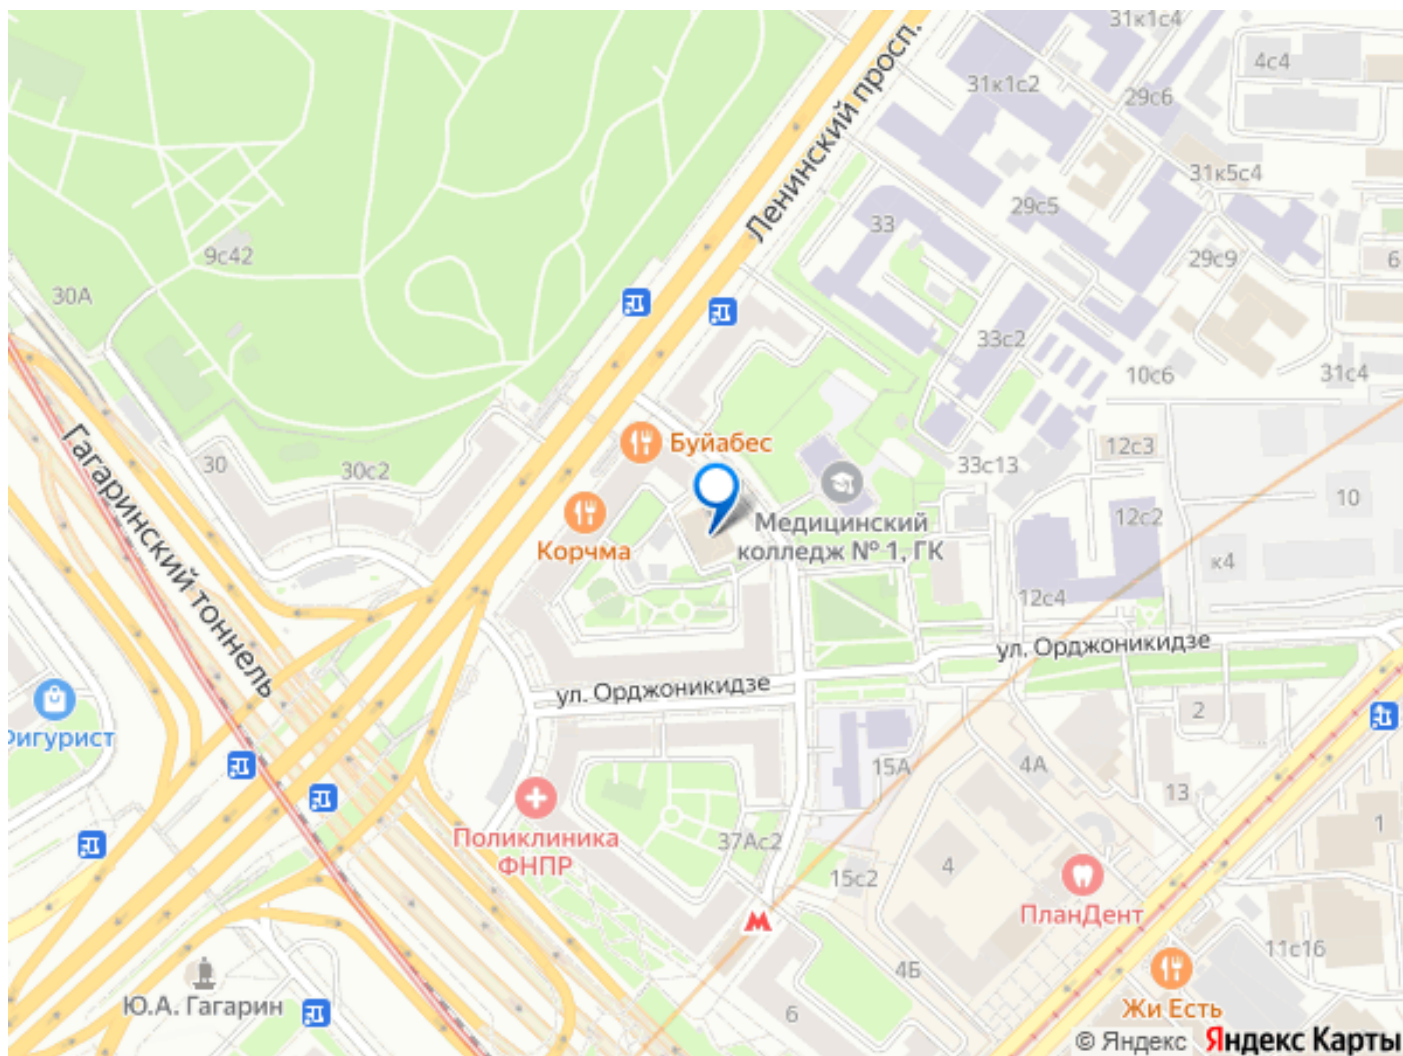 31к1с4
4с4
Ленинский просп.
31к1с2
29с6
31к5с4
29с5
33
9с42
29с9
6
30А
33с2
10с6
31с4
Буйабес
12с3
30
30с2
33с13
10
Корчма
Медицинский
колледж № 1, ГК
12с2
к4
Гагаринский тоннель
12с4
ул. Орджоникидзе
ул. Орджоникидзе
2
Фигурист
15А
4А
13
Поликлиника
ФНПР
37Ас2
1
15с2
4
ПланДент
М
4Б
11с16
Ю.А. Гагарин
6
Жи Есть
© Яндекс Яндекс Карты